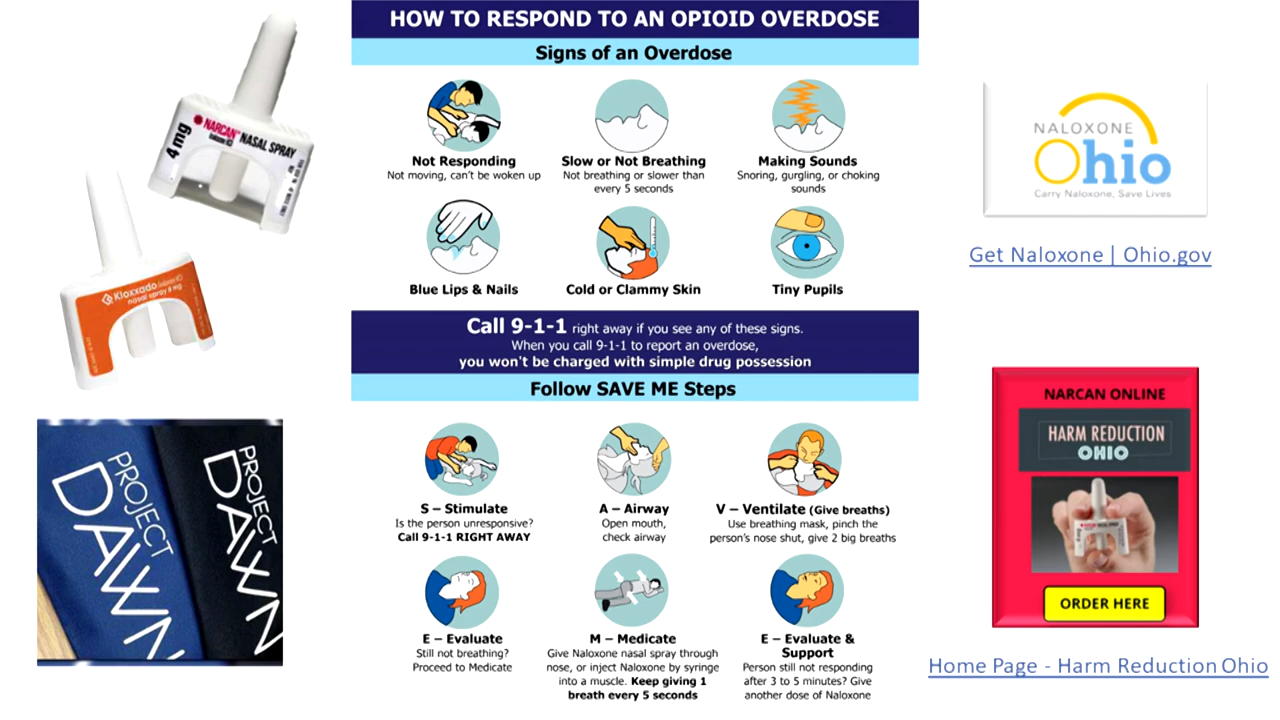 4 mg
NARCAN
NASAL SPRAY
Kloxxado
nasal spray 8 mg
PROJECT
DAWN
PROJECT
DAWN
HOW TO RESPOND TO AN OPIOID OVERDOSE
Signs of an Overdose
Not Responding
Not moving, can't be woken up
Slow or Not Breathing
Not breathing or slower than
every 5 seconds
Making Sounds
Snoring, gurgling, or choking
sounds
Blue Lips & Nails
Cold or Clammy Skin
Tiny Pupils
Call 9-1-1 right away if you see any of these signs.
When you call 9-1-1 to report an overdose,
you won't be charged with simple drug possession
Follow SAVE ME Steps
S – Stimulate
Is the person unresponsive?
Call 9-1-1 RIGHT AWAY
A – Airway
Open mouth,
check airway
V – Ventilate (Give breaths)
Use breathing mask, pinch the
person's nose shut, give 2 big breaths
E – Evaluate
Still not breathing?
Proceed to Medicate
M – Medicate
Give Naloxone nasal spray through
nose, or inject Naloxone by syringe
into a muscle. Keep giving 1
breath every 5 seconds
E – Evaluate &
Support
Person still not responding
after 3 to 5 minutes? Give
another dose of Naloxone
NALOXONE
Ohio
Carry Naloxone, Save Lives
Get Naloxone | Ohio.gov
NARCAN ONLINE
HARM REDUCTION
OHIO
ORDER HERE
Home Page - Harm Reduction Ohio